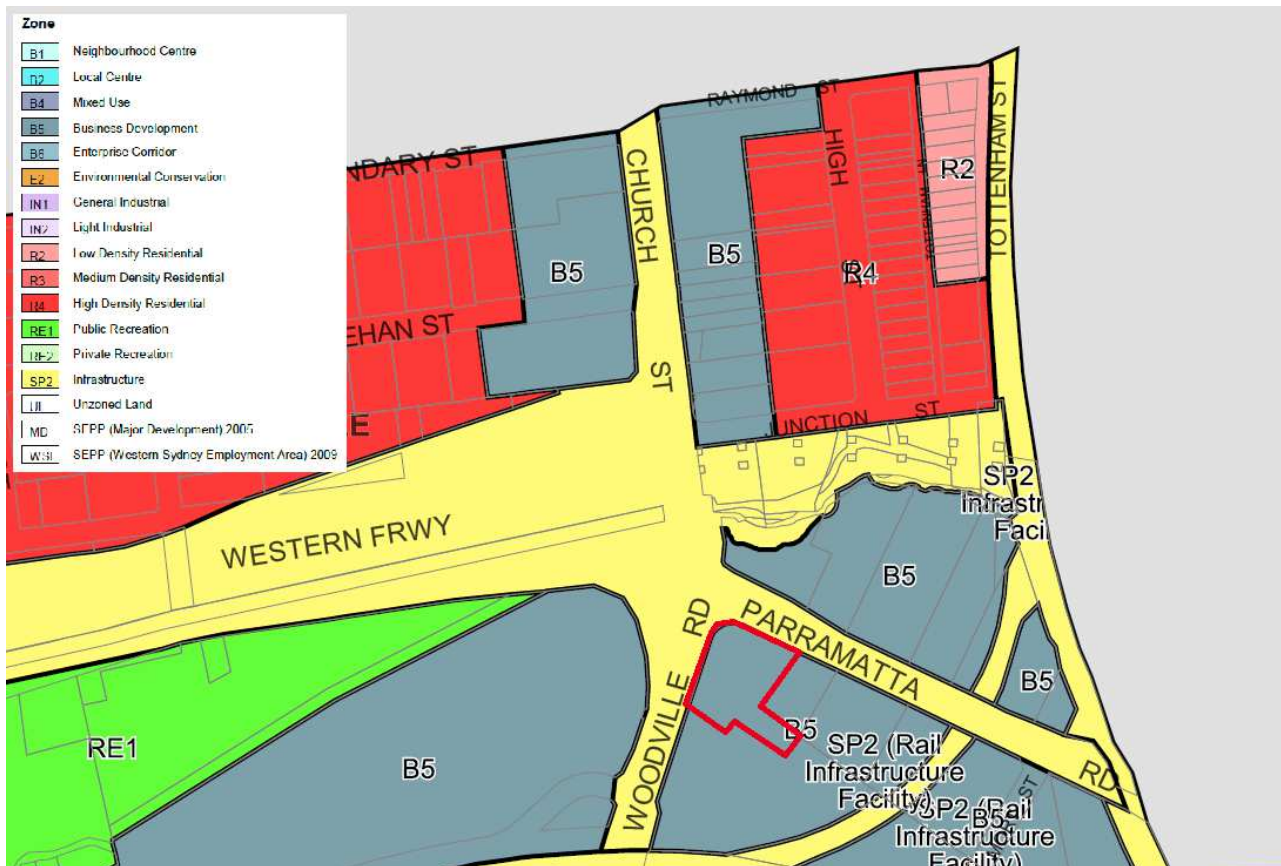 Zone
B1 Neighbourhood Centre
B2 Local Centre
B4 Mixed Use
B5 Business Development
B6 Enterprise Corridor
E2 Environmental Conservation
IN1 General Industrial
IN2 Light Industrial
R2 Low Density Residential
R3 Medium Density Residential
R4 High Density Residential
RE1 Public Recreation
RE2 Private Recreation
SP2 Infrastructure
UL Unzoned Land
MD SEPP (Major Development) 2005
WSE SEPP (Western Sydney Employment Area) 2009
RAYMOND ST
NDARY ST
CHURCH
ST
HIGH
ST
R2
TOTTENHAM ST
B5
B5
R4
EHAN ST
JUNCTION ST
SP2
Infrastr
Facil
WESTERN FRWY
B5
PARRAMATTA
RD
WOODVILLE RD
B5
RE1
B5
B5
SP2 (Rail
Infrastructure
Facility)
SP2 (Rail
B5
Infrastructure
Facility)
ST